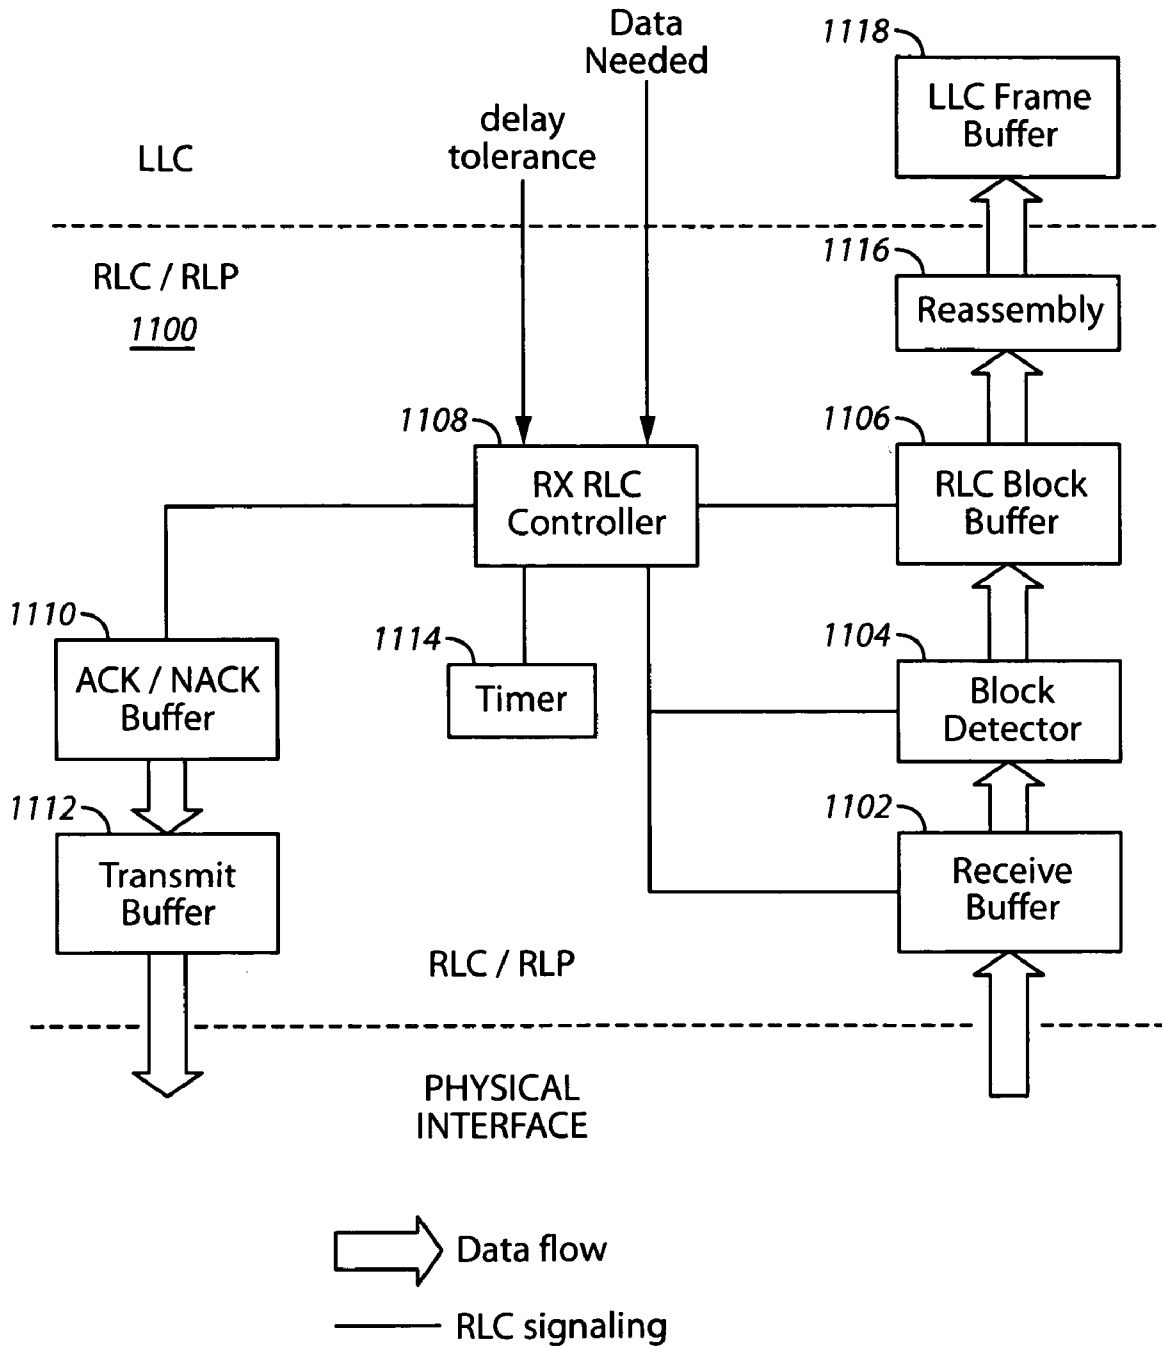 Data
Needed
1118
LLC Frame
Buffer
delay
tolerance
LLC
1116
Reassembly
RLC / RLP
1100
1108
RX RLC
Controller
1106
RLC Block
Buffer
1110
ACK / NACK
Buffer
1114
Timer
1104
Block
Detector
1112
Transmit
Buffer
1102
Receive
Buffer
RLC / RLP
PHYSICAL
INTERFACE
Data flow
RLC signaling